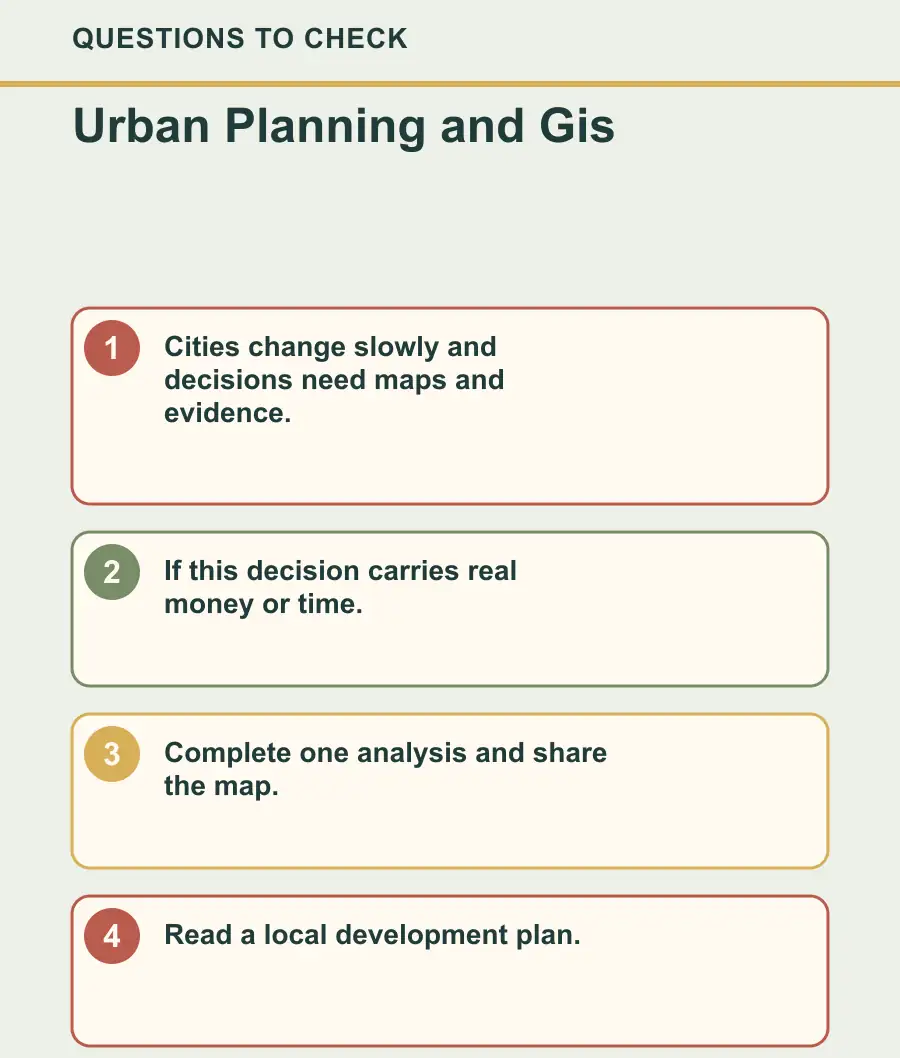 QUESTIONS TO CHECK
Urban Planning and Gis
1
Cities change slowly and
decisions need maps and
evidence.
2
If this decision carries real
money or time.
3
Complete one analysis and share
the map.
4
Read a local development plan.